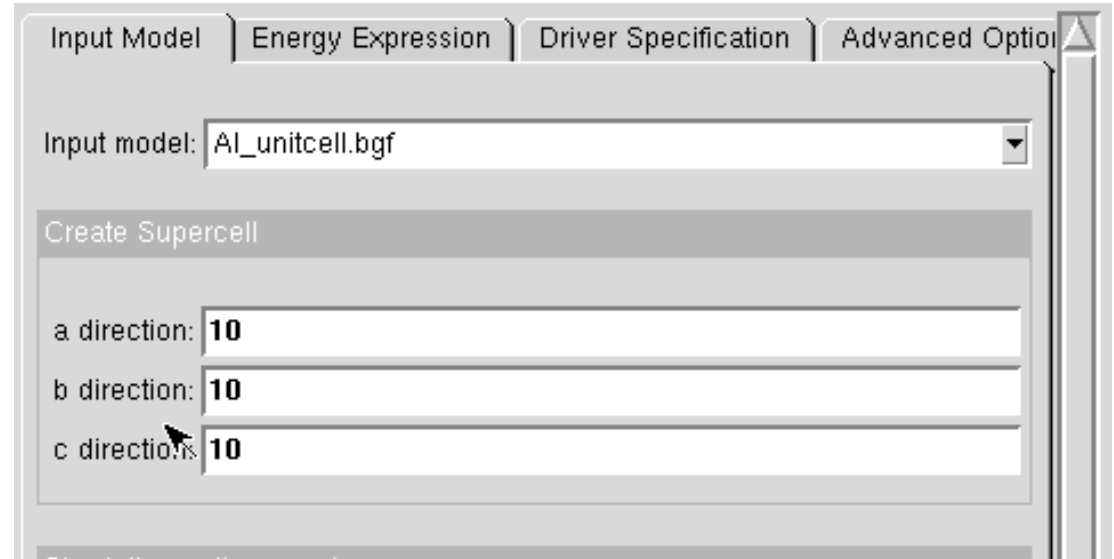 Input Model Energy Expression Driver Specification Advanced Optio
Input model: Al_unitcell.bgf
Create Supercell
a direction: 10
b direction: 10
c direction: 10